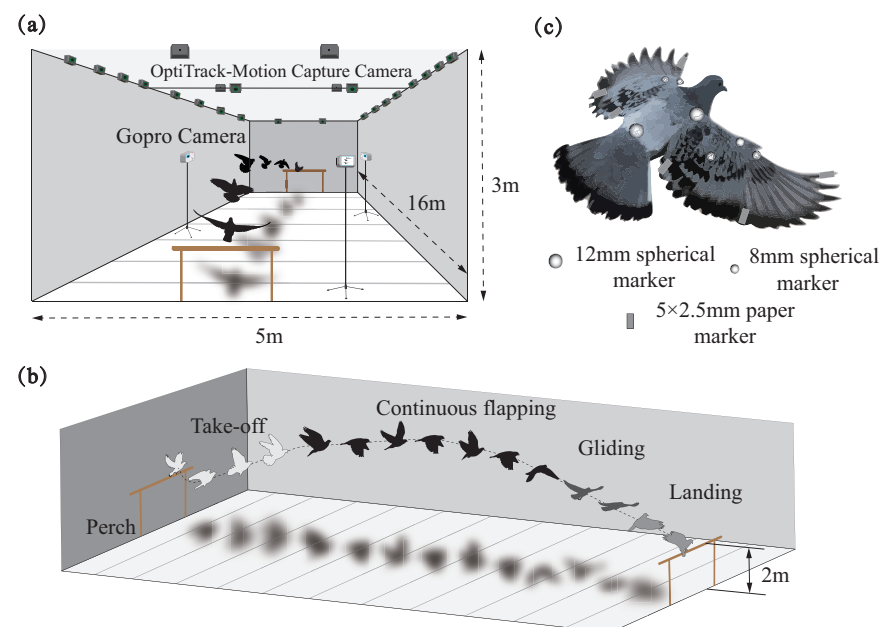 (a)
OptiTrack-Motion Capture Camera
Gopro Camera
16m
3m
5m
(c)
12mm spherical
marker
8mm spherical
marker
5×2.5mm paper
marker
(b)
Take-off
Continuous flapping
Gliding
Landing
Perch
2m